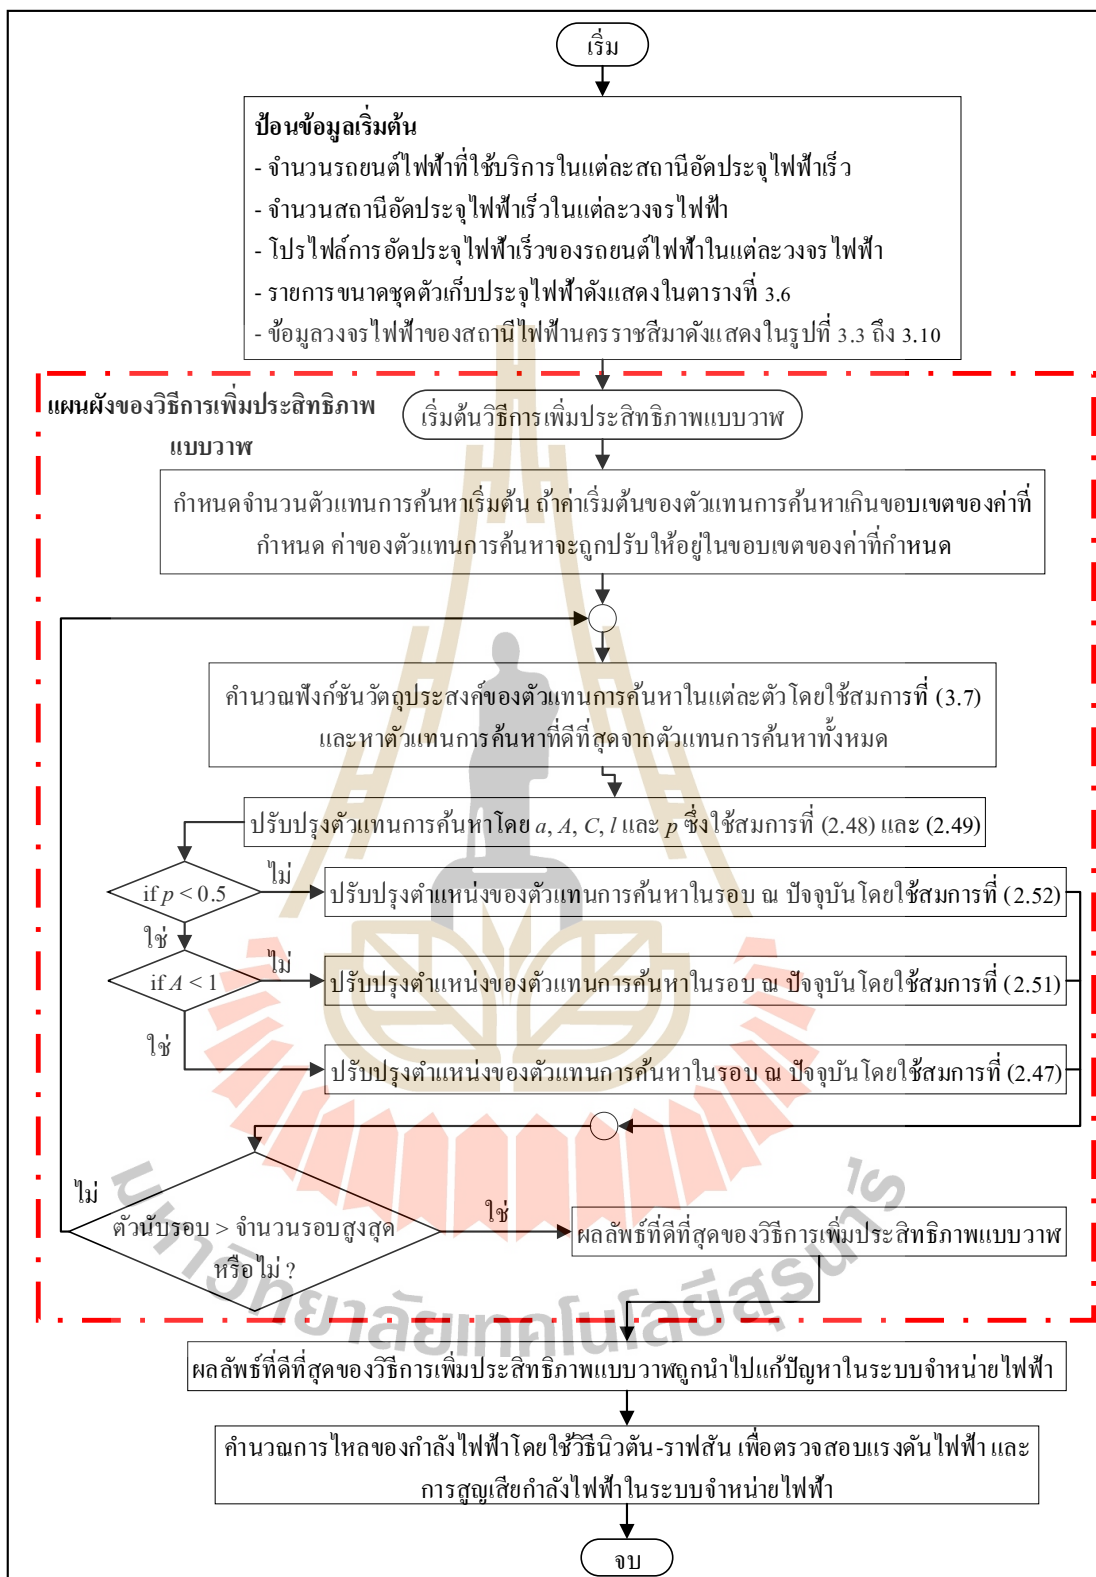 เริ่ม
ป้อนข้อมูลเริ่มต้น
- จำนวนรถยนต์ไฟฟ้าที่ใช้บริการในแต่ละสถานีอัดประจุไฟฟ้าเร็ว
- จำนวนสถานีอัดประจุไฟฟ้าเร็วในแต่ละวงจรไฟฟ้า
- โปรไฟล์การอัดประจุไฟฟ้าเร็วของรถยนต์ไฟฟ้าในแต่ละวงจรไฟฟ้า
- รายการขนาดชุดตัวเก็บประจุไฟฟ้าดังแสดงในตารางที่ 3.6
- ข้อมูลวงจรไฟฟ้าของสถานีไฟฟ้านครราชสีมาดังแสดงในรูปที่ 3.3 ถึง 3.10
แผนผังของวิธีการเพิ่มประสิทธิภาพ
แบบวาฬ
เริ่มต้นวิธีการเพิ่มประสิทธิภาพแบบวาฬ
กำหนดจำนวนตัวแทนการค้นหาเริ่มต้น ถ้าค่าเริ่มต้นของตัวแทนการค้นหาเกินขอบเขตของค่าที่
กำหนด ค่าของตัวแทนการค้นหาจะถูกปรับให้อยู่ในขอบเขตของค่าที่กำหนด
คำนวณฟังก์ชันวัตถุประสงค์ของตัวแทนการค้นหาในแต่ละตัวโดยใช้สมการที่ (3.7)
และหาตัวแทนการค้นหาที่ดีที่สุดจากตัวแทนการค้นหาทั้งหมด
ปรับปรุงตัวแทนการค้นหาโดย a, A, C, l และ p ซึ่งใช้สมการที่ (2.48) และ (2.49)
if p < 0.5
ไม่
ปรับปรุงตำแหน่งของตัวแทนการค้นหาในรอบ ณ ปัจจุบันโดยใช้สมการที่ (2.52)
ใช่
if A < 1
ไม่
ปรับปรุงตำแหน่งของตัวแทนการค้นหาในรอบ ณ ปัจจุบันโดยใช้สมการที่ (2.51)
ใช่
ปรับปรุงตำแหน่งของตัวแทนการค้นหาในรอบ ณ ปัจจุบันโดยใช้สมการที่ (2.47)
ไม่
ตัวนับรอบ > จำนวนรอบสูงสุด
หรือไม่ ?
ใช่
ผลลัพธ์ที่ดีที่สุดของวิธีการเพิ่มประสิทธิภาพแบบวาฬ
มหาวิทยาลัยเทคโนโลยีสุรนารี
ผลลัพธ์ที่ดีที่สุดของวิธีการเพิ่มประสิทธิภาพแบบวาฬถูกนำไปแก้ปัญหาในระบบจำหน่ายไฟฟ้า
คำนวณการไหลของกำลังไฟฟ้าโดยใช้วิธีนิวตัน-ราฟสัน เพื่อตรวจสอบแรงดันไฟฟ้า และ
การสูญเสียกำลังไฟฟ้าในระบบจำหน่ายไฟฟ้า
จบ